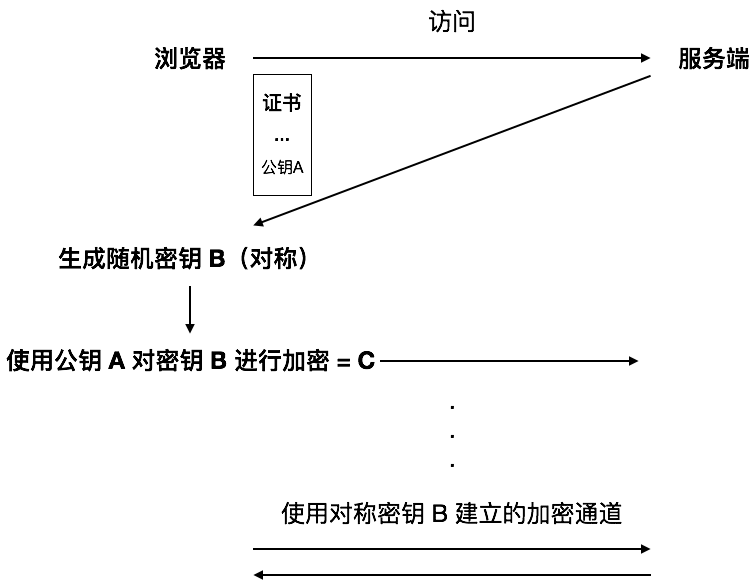 访问
浏览器
服务端
证书
...
公钥A
生成随机密钥 B（对称）
使用公钥 A 对密钥 B 进行加密 = C
.
.
.
使用对称密钥 B 建立的加密通道